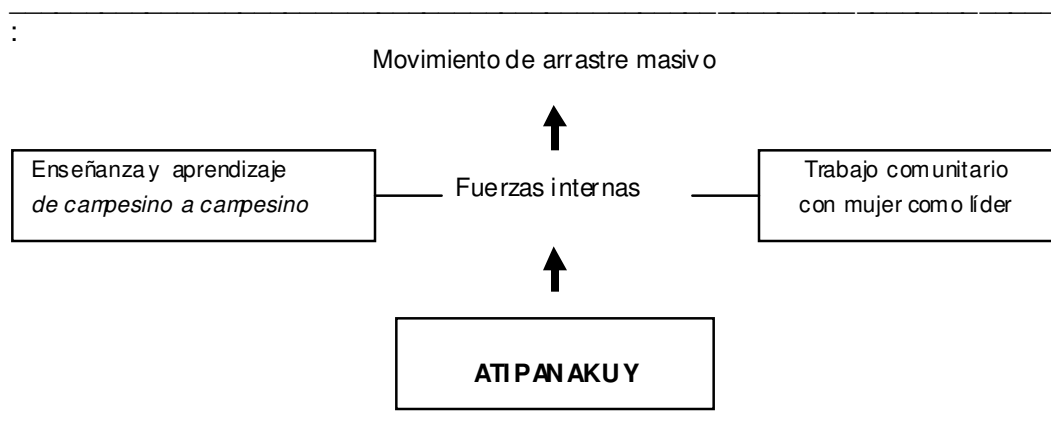 :
Movimiento de arrastre masivo
Enseñanza y aprendizaje
de campesino a campesino
Fuerzas internas
Trabajo comunitario
con mujer como líder
ATIPANAKUY